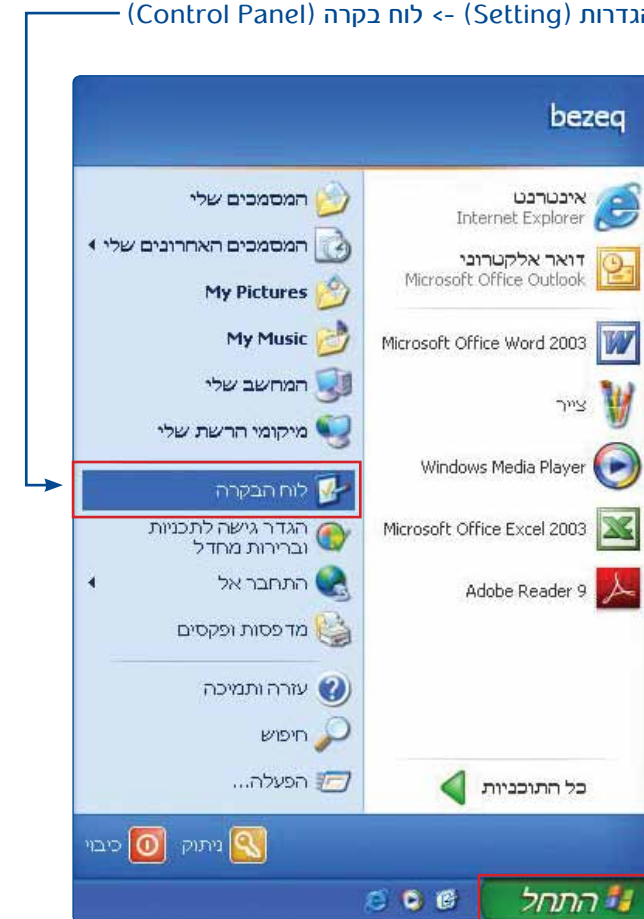 הגדרות (Setting) -> לוח בקרה (Control Panel)
bezeq
אינטרנט
Internet Explorer
דואר אלקטרוני
Microsoft Office Outlook
Microsoft Office Word 2003
צייר
Windows Media Player
Microsoft Office Excel 2003
Adobe Reader 9
כל התוכניות
המסמכים שלי
המסמכים האחרונים שלי
My Pictures
My Music
המחשב שלי
מיקומי הרשת שלי
לוח הבקרה
הגדר גישה לתכניות
וברירות מחדל
התחבר אל
מדפסות ופקסים
עזרה ותמיכה
חיפוש
הפעלה...
ניתוק
כיבוי
התחל